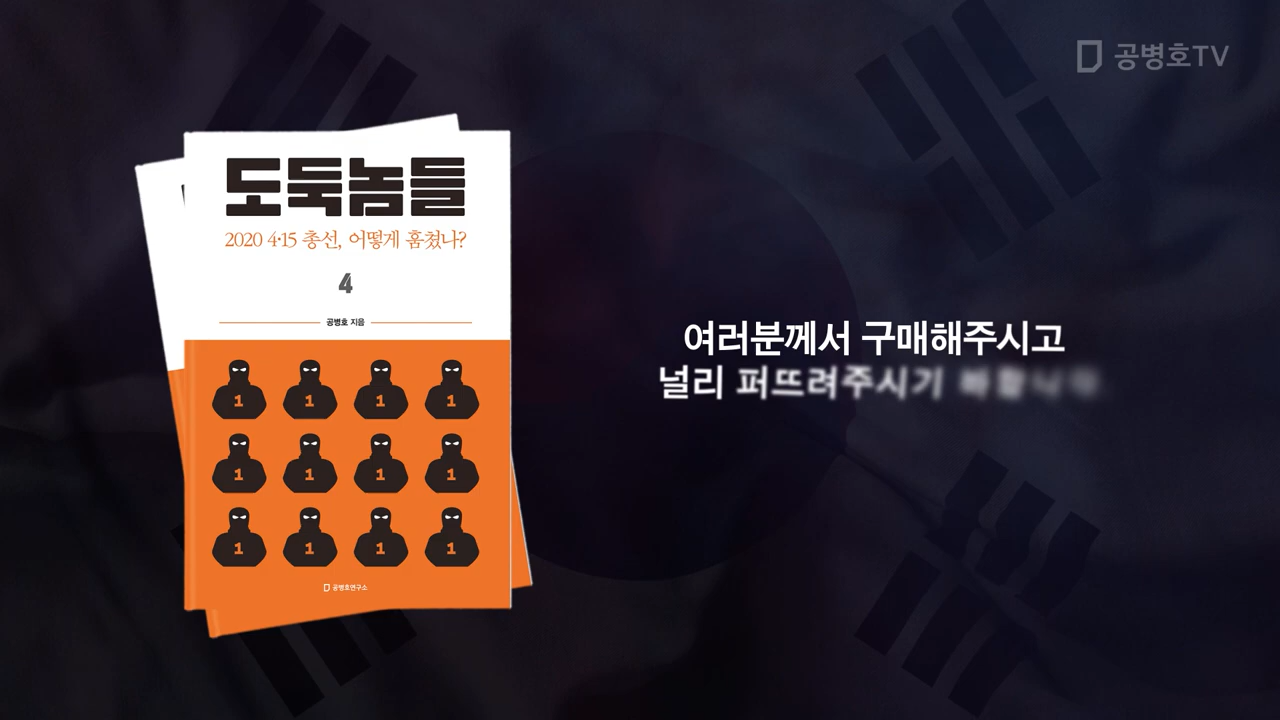 공병호TV
도둑놈들
2020 4·15 총선, 어떻게 훔쳤나?
4
공병호 지음
1 1 1 1
1 1 1 1
1 1 1 1
공병호연구소
여러분께서 구매해주시고
널리 퍼뜨려주시기